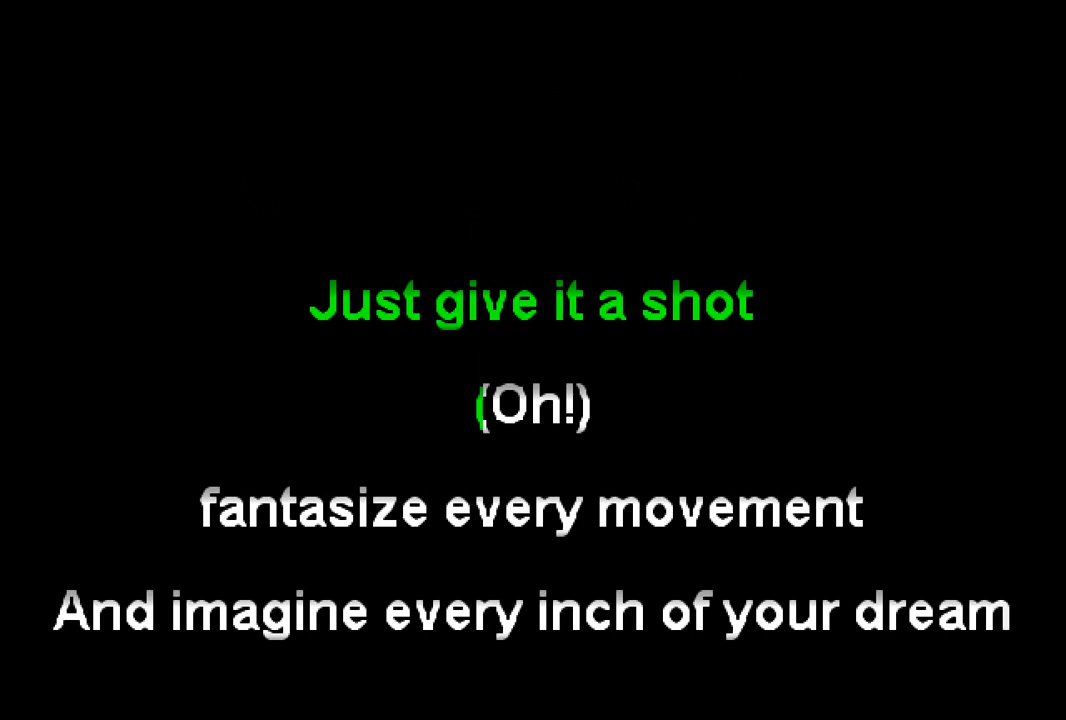 Just give it a shot
(Oh!)
fantasize every movement
And imagine every inch of your dream